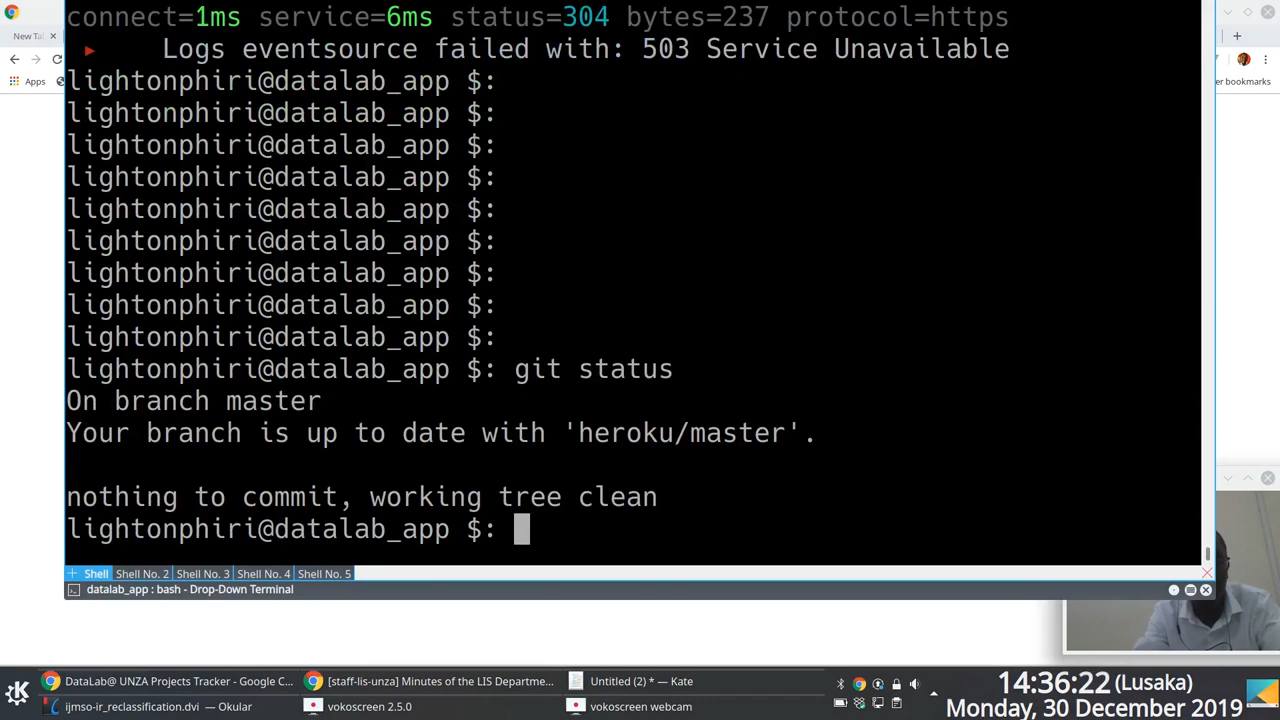 connect=1ms service=6ms status=304 bytes=237 protocol=https
▸ Logs eventsource failed with: 503 Service Unavailable
lightonphiri@datalab_app $:
lightonphiri@datalab_app $:
lightonphiri@datalab_app $:
lightonphiri@datalab_app $:
lightonphiri@datalab_app $:
lightonphiri@datalab_app $:
lightonphiri@datalab_app $:
lightonphiri@datalab_app $:
lightonphiri@datalab_app $:
lightonphiri@datalab_app $: git status
On branch master
Your branch is up to date with 'heroku/master'.
nothing to commit, working tree clean
lightonphiri@datalab_app $:
New Ta
Apps
bookmarks
Shell Shell No. 2 Shell No. 3 Shell No. 4 Shell No. 5
datalab_app : bash - Drop-Down Terminal
DataLab@ UNZA Projects Tracker - Google C... [staff-lis-unza] Minutes of the LIS Departme... Untitled (2) * — Kate
ijmso-ir_reclassification.dvi — Okular vokoscreen 2.5.0 vokoscreen webcam
14:36:22 (Lusaka)
Monday, 30 December 2019